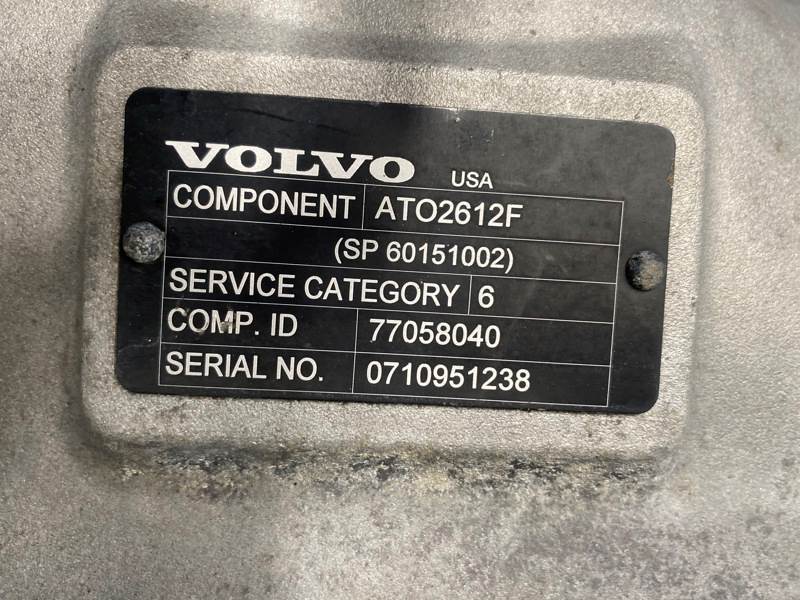 VOLVO USA
COMPONENT ATO2612F
(SP 60151002)
SERVICE CATEGORY 6
COMP. ID 77058040
SERIAL NO. 0710951238